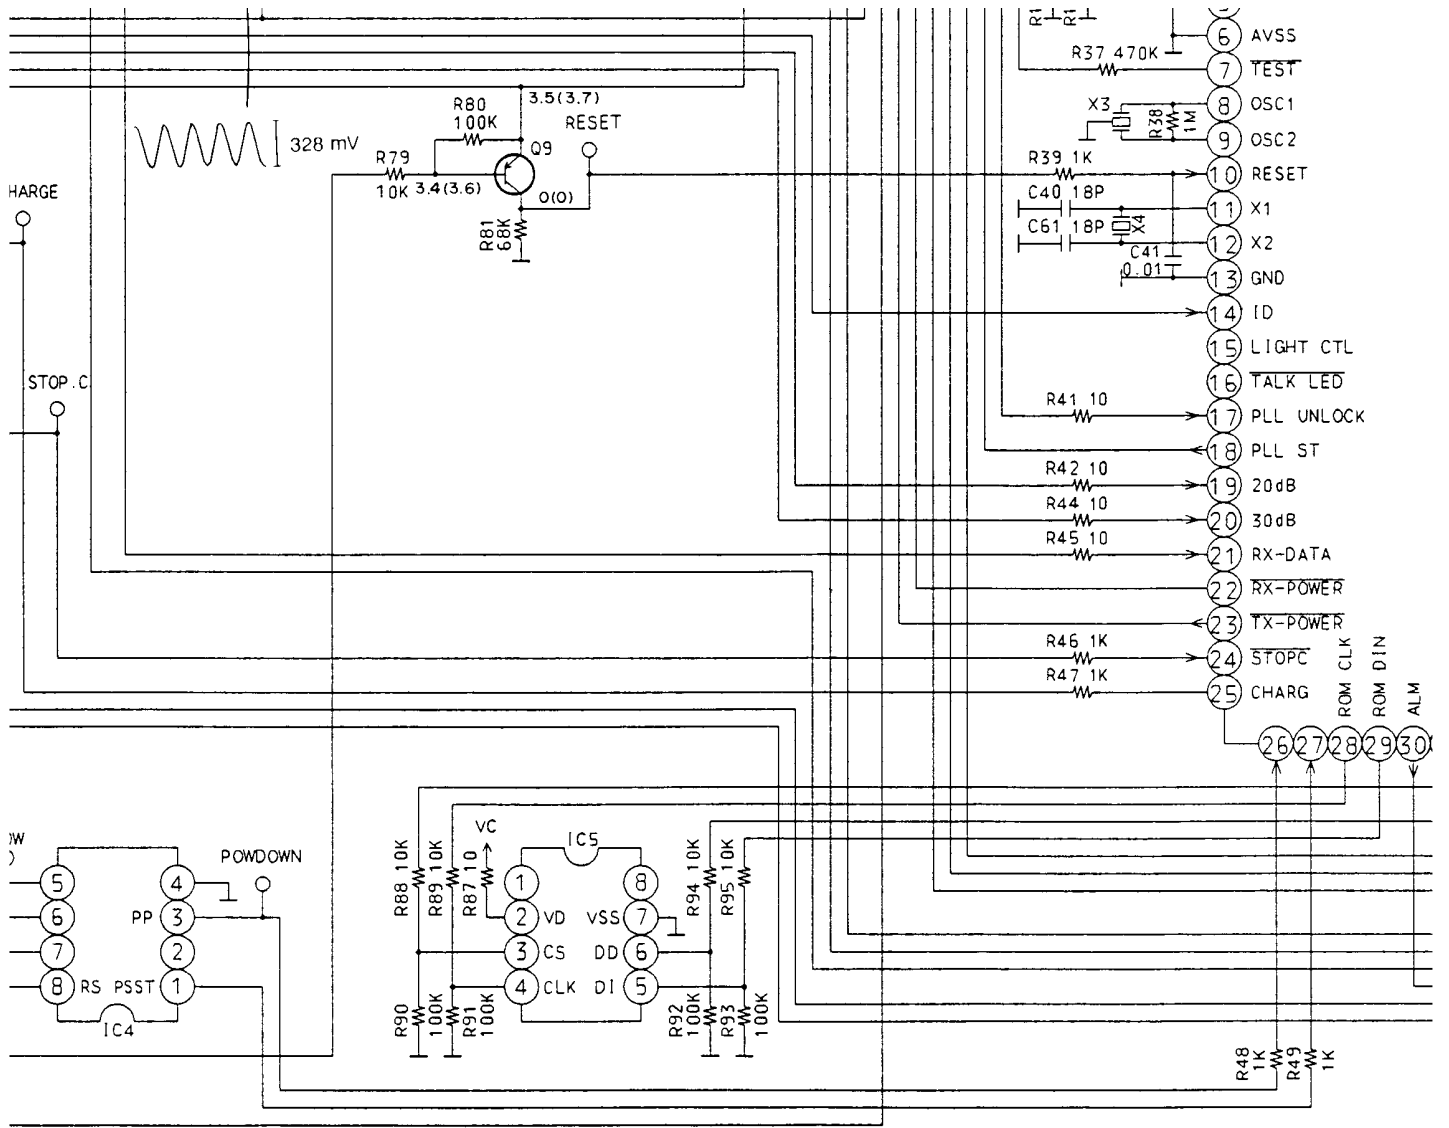 R1
R1
5
6 AVSS
R37 470K
7 TEST
3.5(3.7)
R80
100K
RESET
X3
8 OSC1
R38
1M
328 mV
Q9
9 OSC2
R79
10K
3.4(3.6)
R39 1K
10 RESET
HARGE
0(0)
C40 18P
11 X1
R81
68K
C61 18P
X4
12 X2
C41
0.01
13 GND
14 ID
15 LIGHT CTL
STOP.C
16 TALK LED
R41 10
17 PLL UNLOCK
18 PLL ST
R42 10
19 20dB
R44 10
20 30dB
R45 10
21 RX-DATA
22 RX-POWER
23 TX-POWER
R46 1K
24 STOPC
R47 1K
25 CHARG
ROM CLK
ROM DIN
ALM
26 27 28 29 30
OW
)
POWDOWN
5 4
6 PP 3
7 2
8 RS PSST 1
IC4
VC
IC5
R88 10K
R89 10K
R87 10
R94 10K
R95 10K
1 8
2 VD VSS 7
3 CS DD 6
4 CLK DI 5
R90
100K
R91
100K
R92
100K
R93
100K
R48
1K
R49
1K